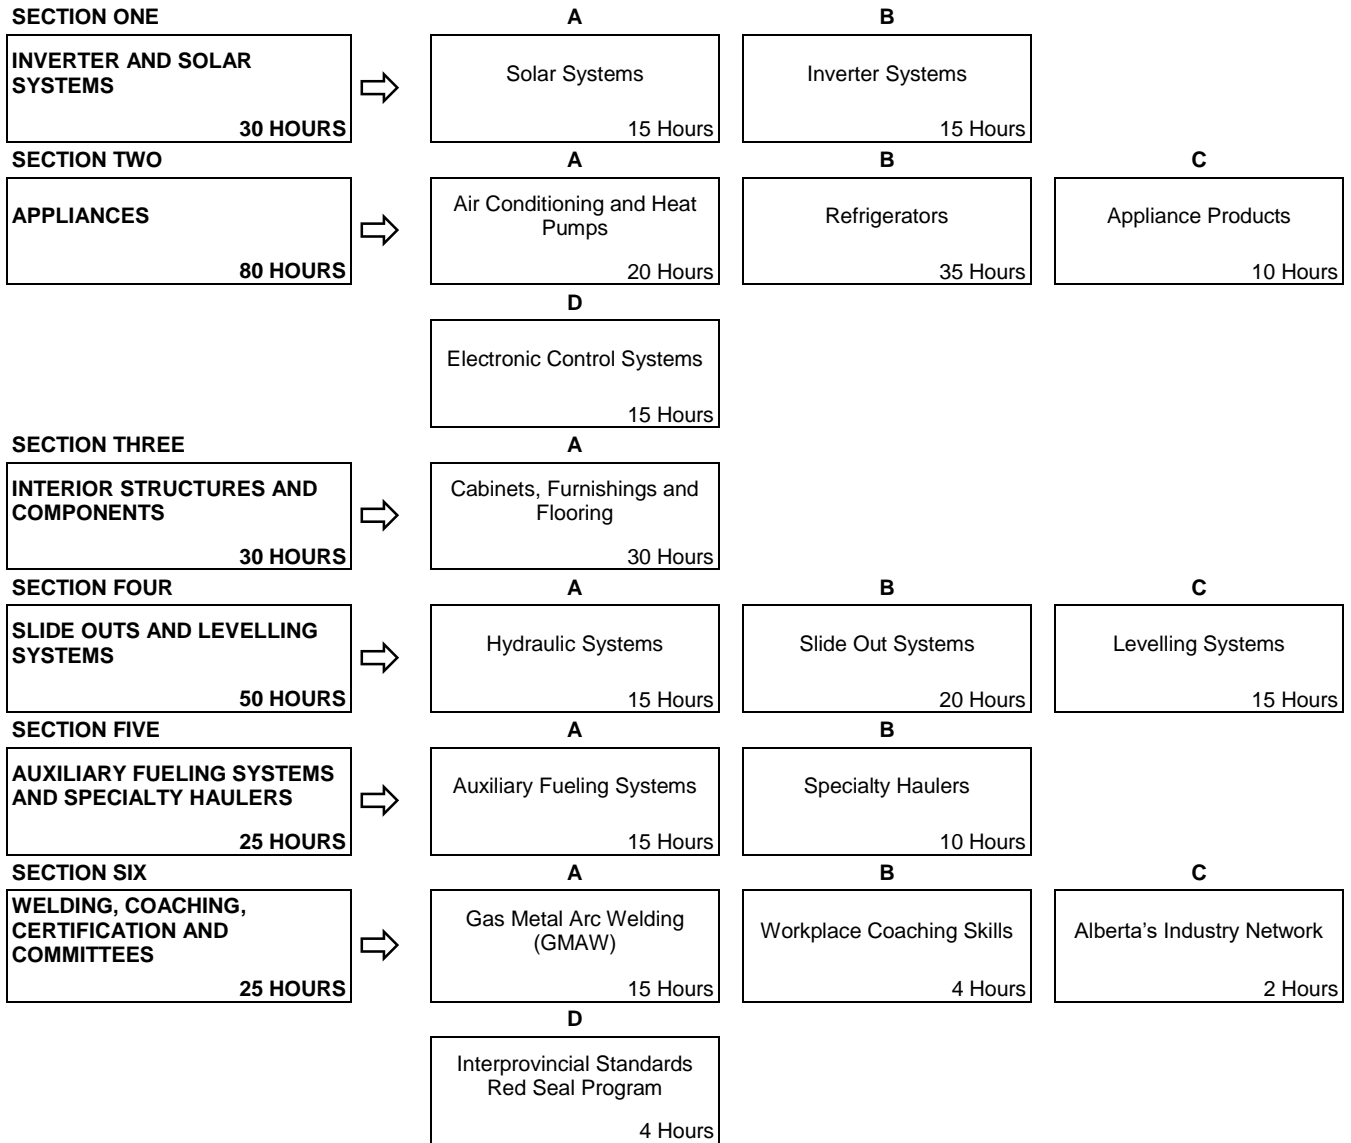 SECTION ONE
A
B
INVERTER AND SOLAR
SYSTEMS
30 HOURS
Solar Systems
15 Hours
Inverter Systems
15 Hours
SECTION TWO
A
B
C
APPLIANCES
80 HOURS
Air Conditioning and Heat
Pumps
20 Hours
Refrigerators
35 Hours
Appliance Products
10 Hours
D
Electronic Control Systems
15 Hours
SECTION THREE
A
INTERIOR STRUCTURES AND
COMPONENTS
30 HOURS
Cabinets, Furnishings and
Flooring
30 Hours
SECTION FOUR
A
B
C
SLIDE OUTS AND LEVELLING
SYSTEMS
50 HOURS
Hydraulic Systems
15 Hours
Slide Out Systems
20 Hours
Levelling Systems
15 Hours
SECTION FIVE
A
B
AUXILIARY FUELING SYSTEMS
AND SPECIALTY HAULERS
25 HOURS
Auxiliary Fueling Systems
15 Hours
Specialty Haulers
10 Hours
SECTION SIX
A
B
C
WELDING, COACHING,
CERTIFICATION AND
COMMITTEES
25 HOURS
Gas Metal Arc Welding
(GMAW)
15 Hours
Workplace Coaching Skills
4 Hours
Alberta’s Industry Network
2 Hours
D
Interprovincial Standards
Red Seal Program
4 Hours